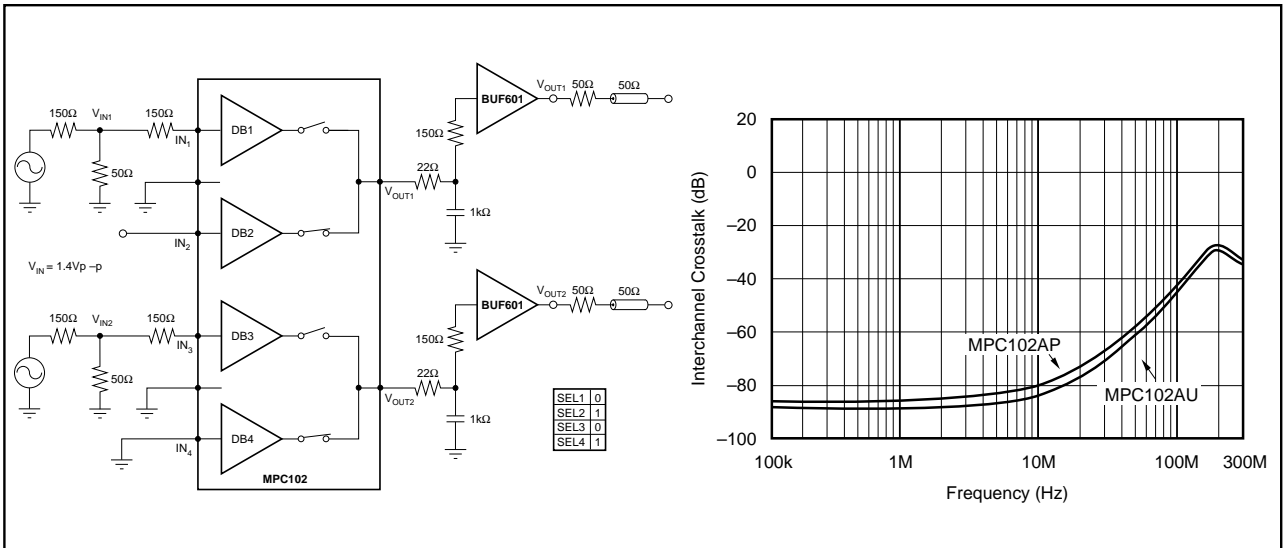 BUF601
V_OUT1 50Ω 50Ω
150Ω
22Ω
V_OUT1
1kΩ
150Ω V_IN1 150Ω
IN_1
50Ω
DB1
DB2
IN_2
V_IN = 1.4Vp –p
150Ω V_IN2 150Ω
IN_3
50Ω
DB3
DB4
IN_4
MPC102
BUF601
V_OUT2 50Ω 50Ω
150Ω
22Ω
V_OUT2
1kΩ
SEL1 0
SEL2 1
SEL3 0
SEL4 1
Interchannel Crosstalk (dB)
20
0
–20
–40
–60
–80
–100
MPC102AP
MPC102AU
100k 1M 10M 100M 300M
Frequency (Hz)